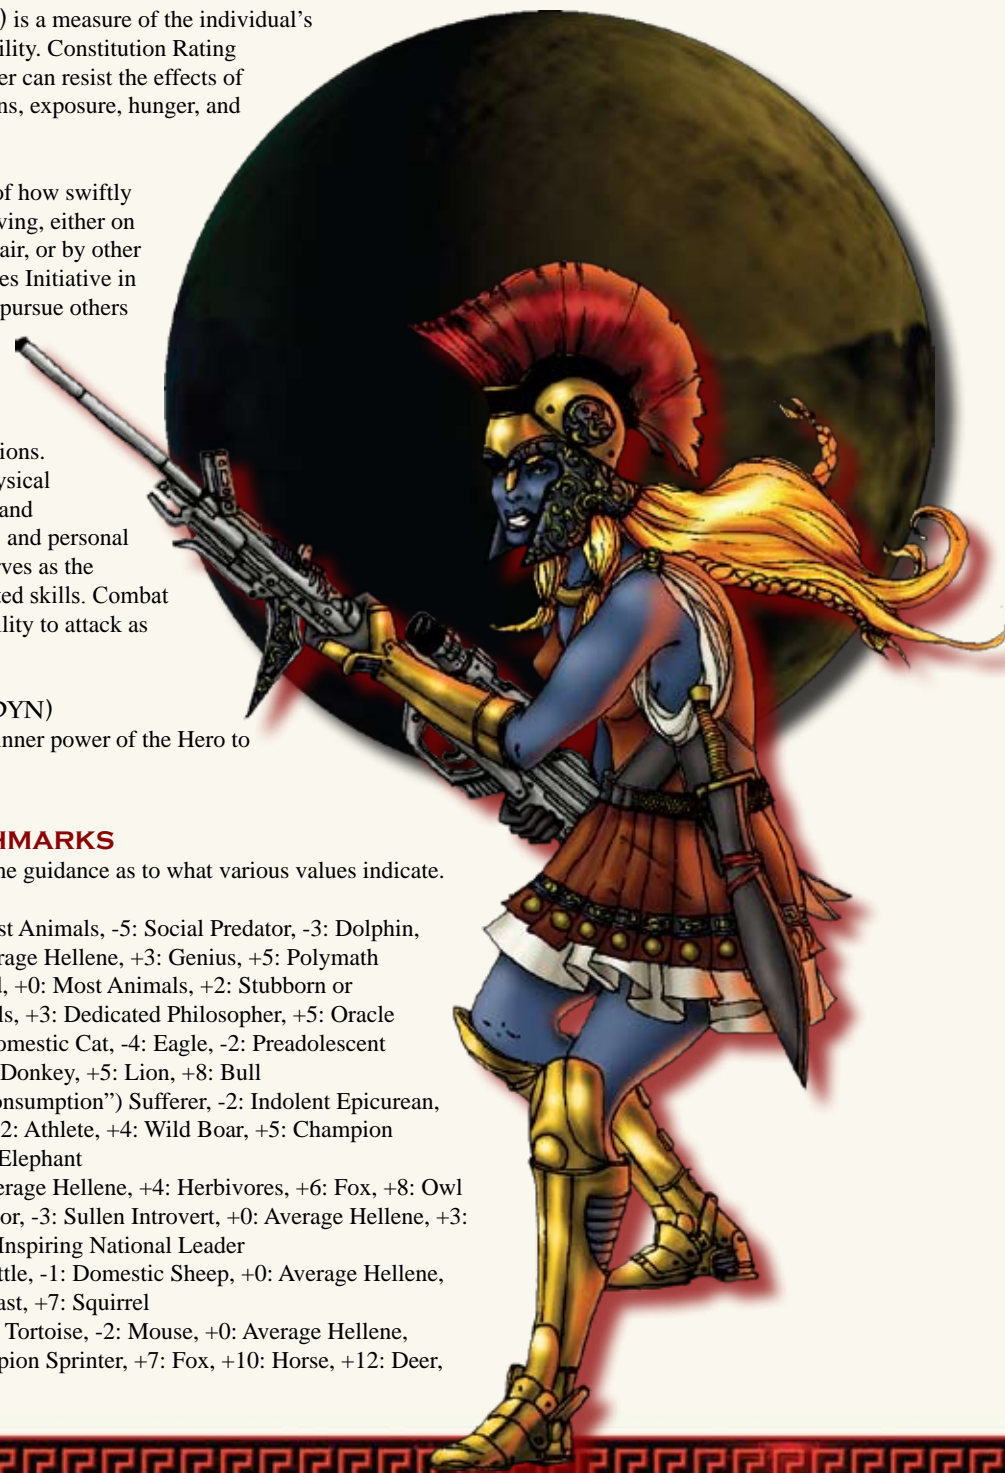 ) is a measure of the individual’s
ility. Constitution Rating
er can resist the effects of
ns, exposure, hunger, and
of how swiftly
ving, either on
air, or by other
es Initiative in
pursue others
ions.
ysical
and
and personal
rves as the
ted skills. Combat
ility to attack as
DYN)
inner power of the Hero to
HMARKS
ne guidance as to what various values indicate.
st Animals, -5: Social Predator, -3: Dolphin,
rage Hellene, +3: Genius, +5: Polymath
d, +0: Most Animals, +2: Stubborn or
ls, +3: Dedicated Philosopher, +5: Oracle
omestic Cat, -4: Eagle, -2: Preadolescent
Donkey, +5: Lion, +8: Bull
onsumption”) Sufferer, -2: Indolent Epicurean,
2: Athlete, +4: Wild Boar, +5: Champion
Elephant
erage Hellene, +4: Herbivores, +6: Fox, +8: Owl
or, -3: Sullen Introvert, +0: Average Hellene, +3:
Inspiring National Leader
ttle, -1: Domestic Sheep, +0: Average Hellene,
ast, +7: Squirrel
Tortoise, -2: Mouse, +0: Average Hellene,
pion Sprinter, +7: Fox, +10: Horse, +12: Deer,